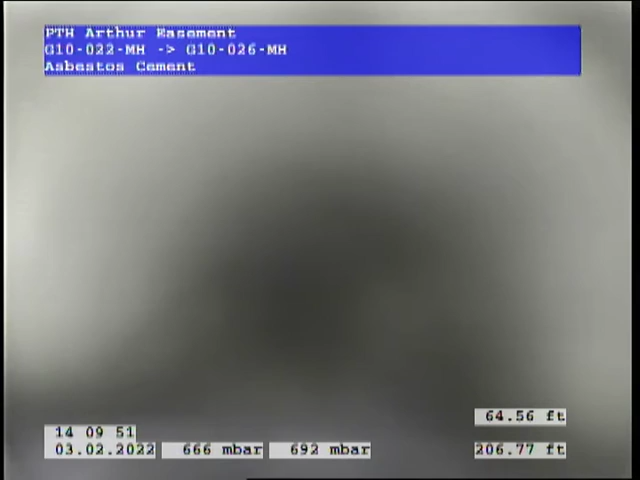 PTH Arthur Easement
G10-022-MH -> G10-026-MH
Asbestos Cement
64.56 ft
14 09 51
03.02.2022 666 mbar 692 mbar 206.77 ft